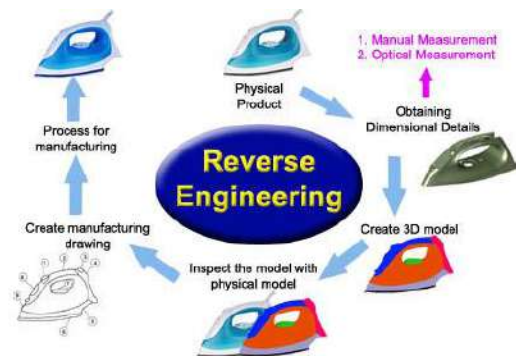 1. Manual Measurement
2. Optical Measurement
Physical
Product
Obtaining
Dimensional Details
Process for
manufacturing
Reverse
Engineering
Create manufacturing
drawing
Create 3D model
Inspect the model with
physical model